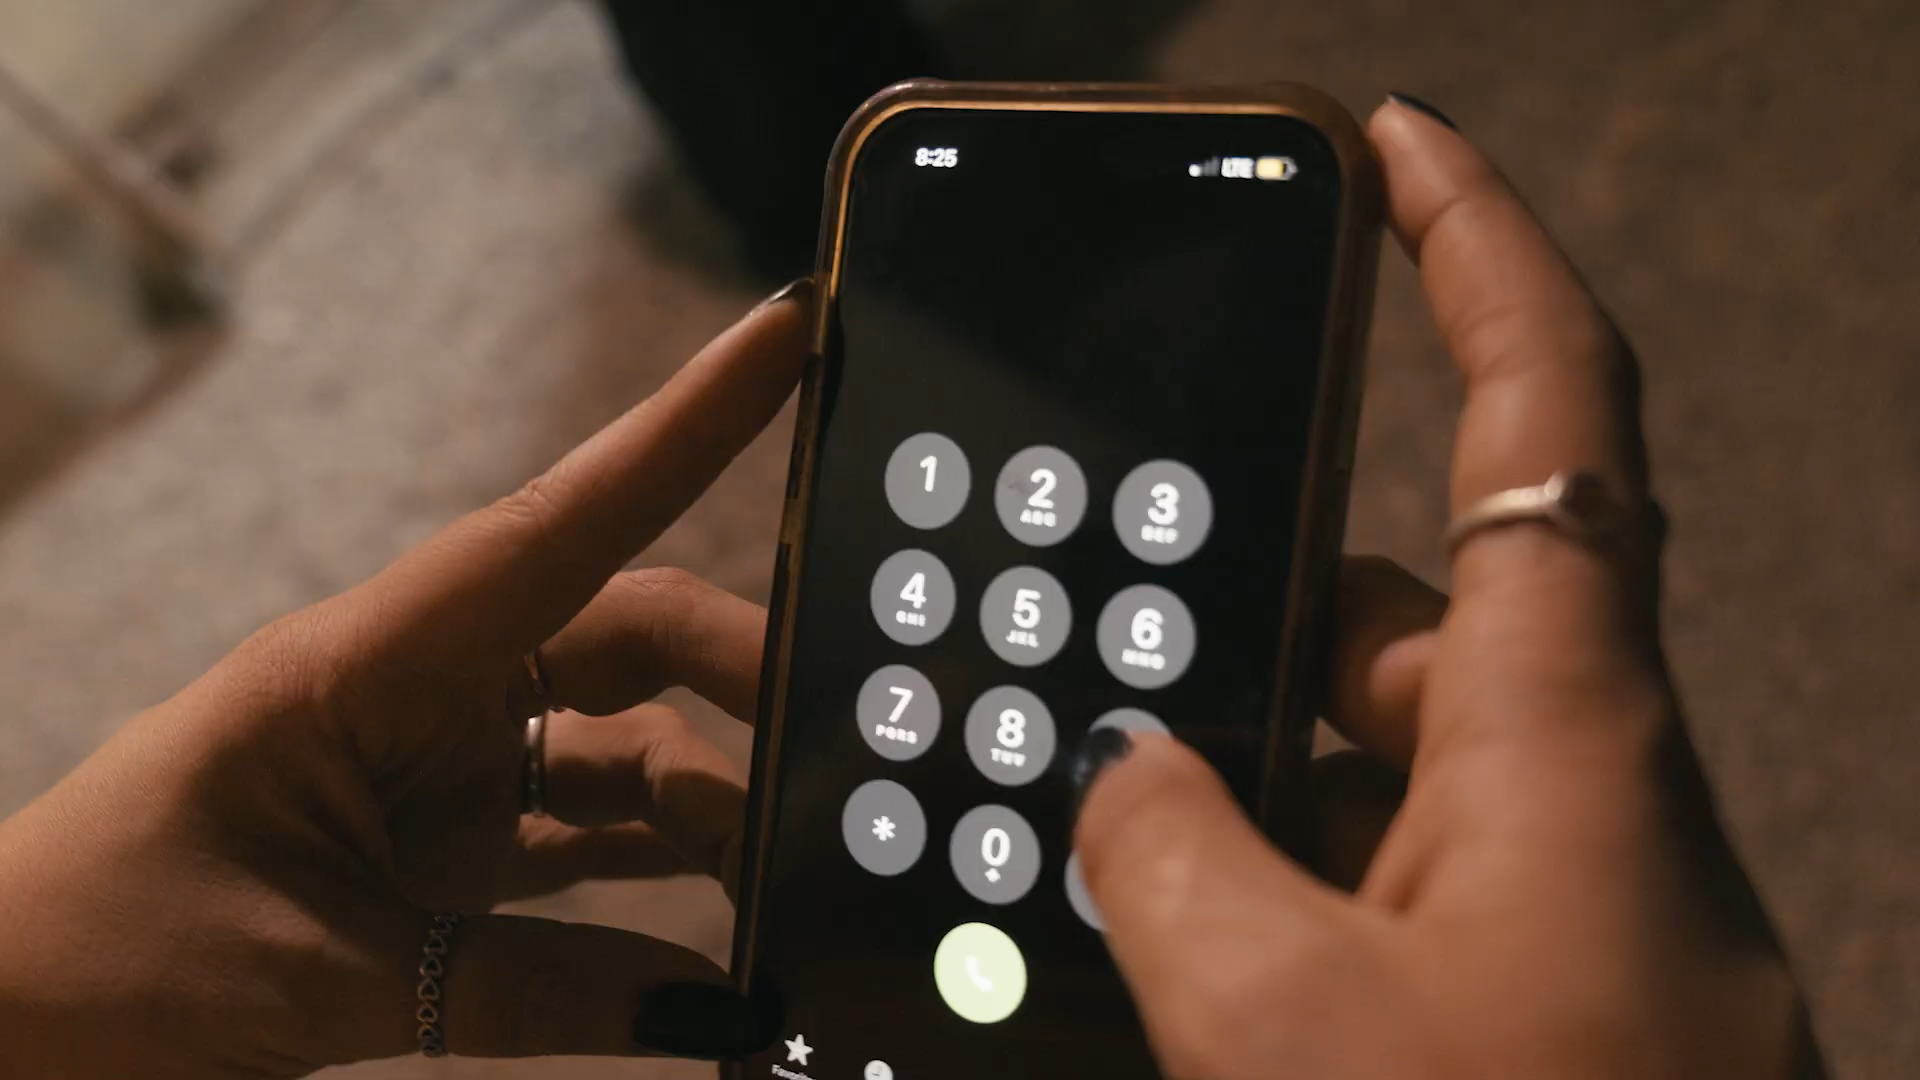 8:25 LTE
1 2 3
ABC DEF
4 5 6
GHI JKL MNO
7 8
PQRS TUV
* 0
+